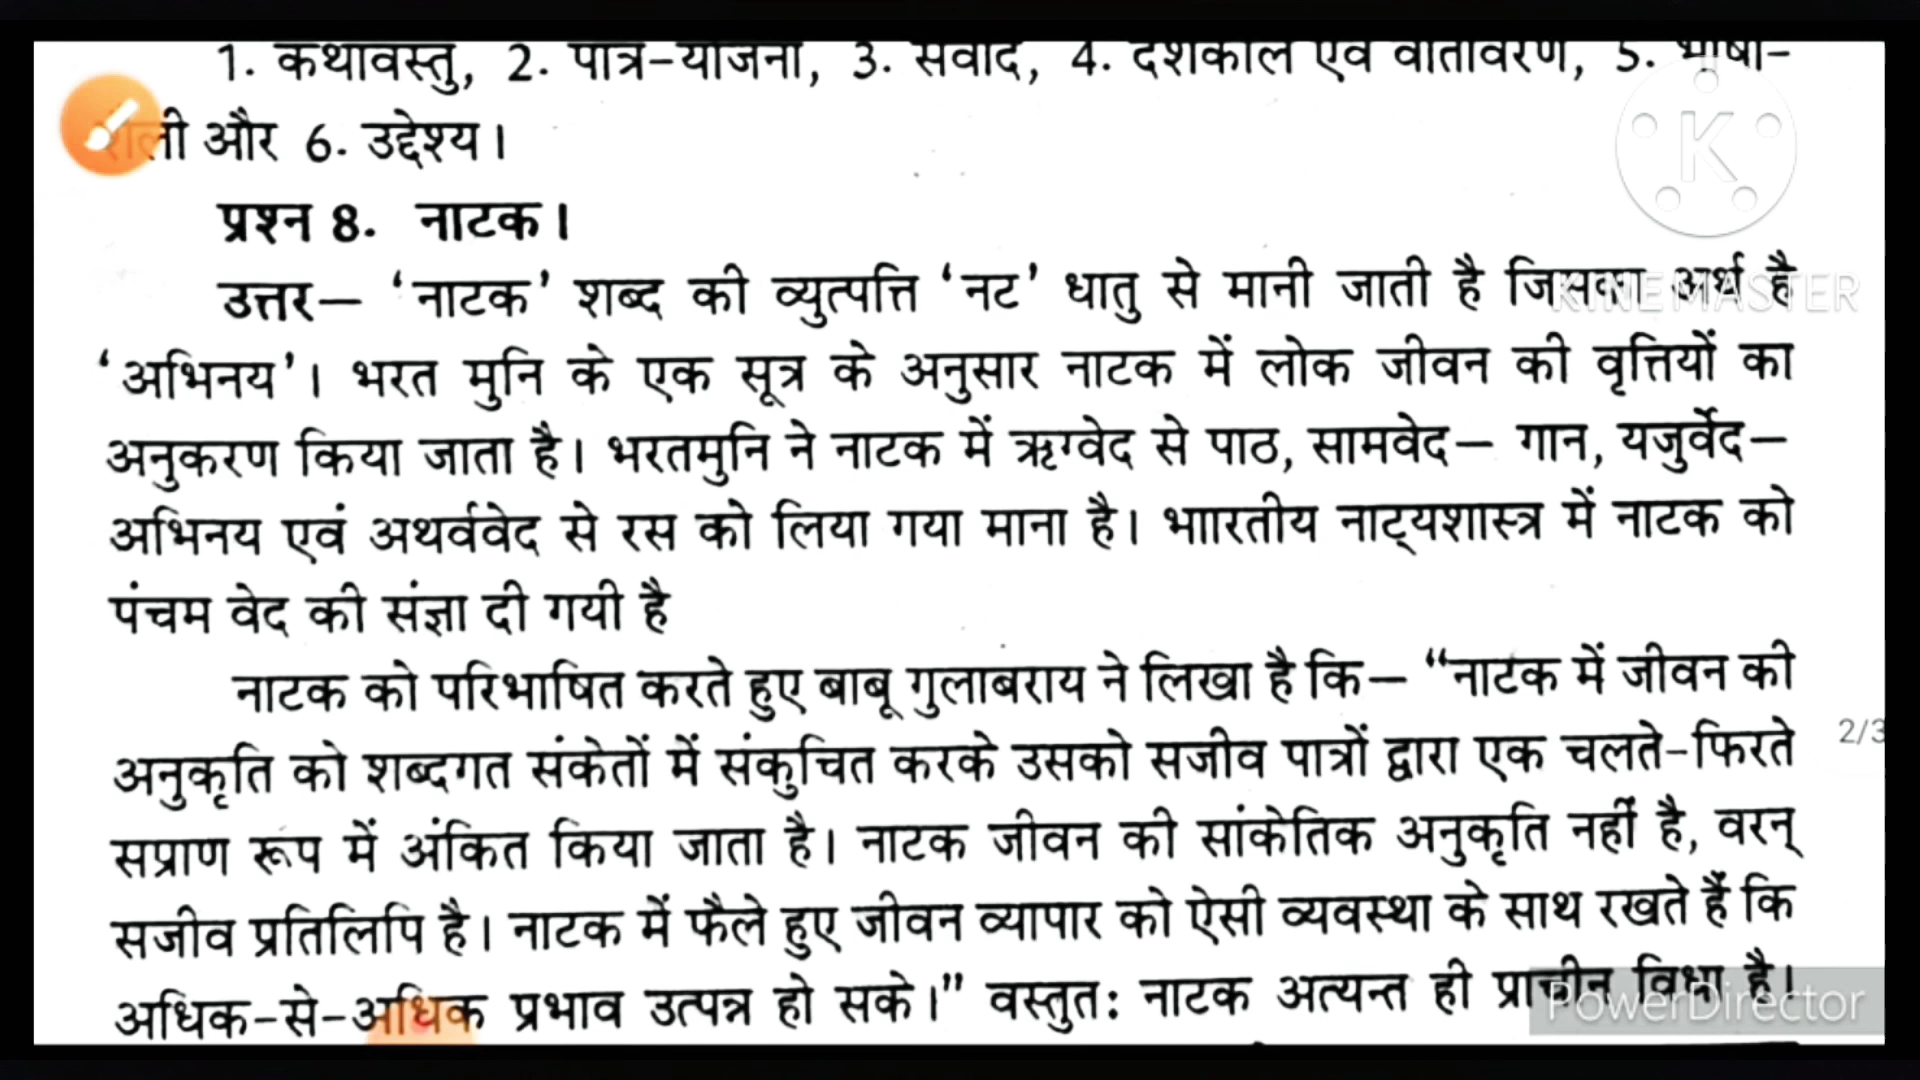 1. कथावस्तु, 2. पात्र-योजना, 3. संवाद, 4. देशकाल एवं वातावरण, 5. भाषा-
शैली और 6. उद्देश्य।
प्रश्न 8. नाटक।
उत्तर— ‘नाटक’ शब्द की व्युत्पत्ति ‘नट’ धातु से मानी जाती है जिसका अर्थ है
‘अभिनय’। भरत मुनि के एक सूत्र के अनुसार नाटक में लोक जीवन की वृत्तियों का
अनुकरण किया जाता है। भरतमुनि ने नाटक में ऋग्वेद से पाठ, सामवेद— गान, यजुर्वेद—
अभिनय एवं अथर्ववेद से रस को लिया गया माना है। भाारतीय नाट्यशास्त्र में नाटक को
पंचम वेद की संज्ञा दी गयी है
नाटक को परिभाषित करते हुए बाबू गुलाबराय ने लिखा है कि— “नाटक में जीवन की
अनुकृति को शब्दगत संकेतों में संकुचित करके उसको सजीव पात्रों द्वारा एक चलते-फिरते
सप्राण रूप में अंकित किया जाता है। नाटक जीवन की सांकेतिक अनुकृति नहीं है, वरन्
सजीव प्रतिलिपि है। नाटक में फैले हुए जीवन व्यापार को ऐसी व्यवस्था के साथ रखते हैं कि
अधिक-से-अधिक प्रभाव उत्पन्न हो सके।” वस्तुतः नाटक अत्यन्त ही प्राचीन विधा है।
K
KINEMASTER
2/3
PowerDirector